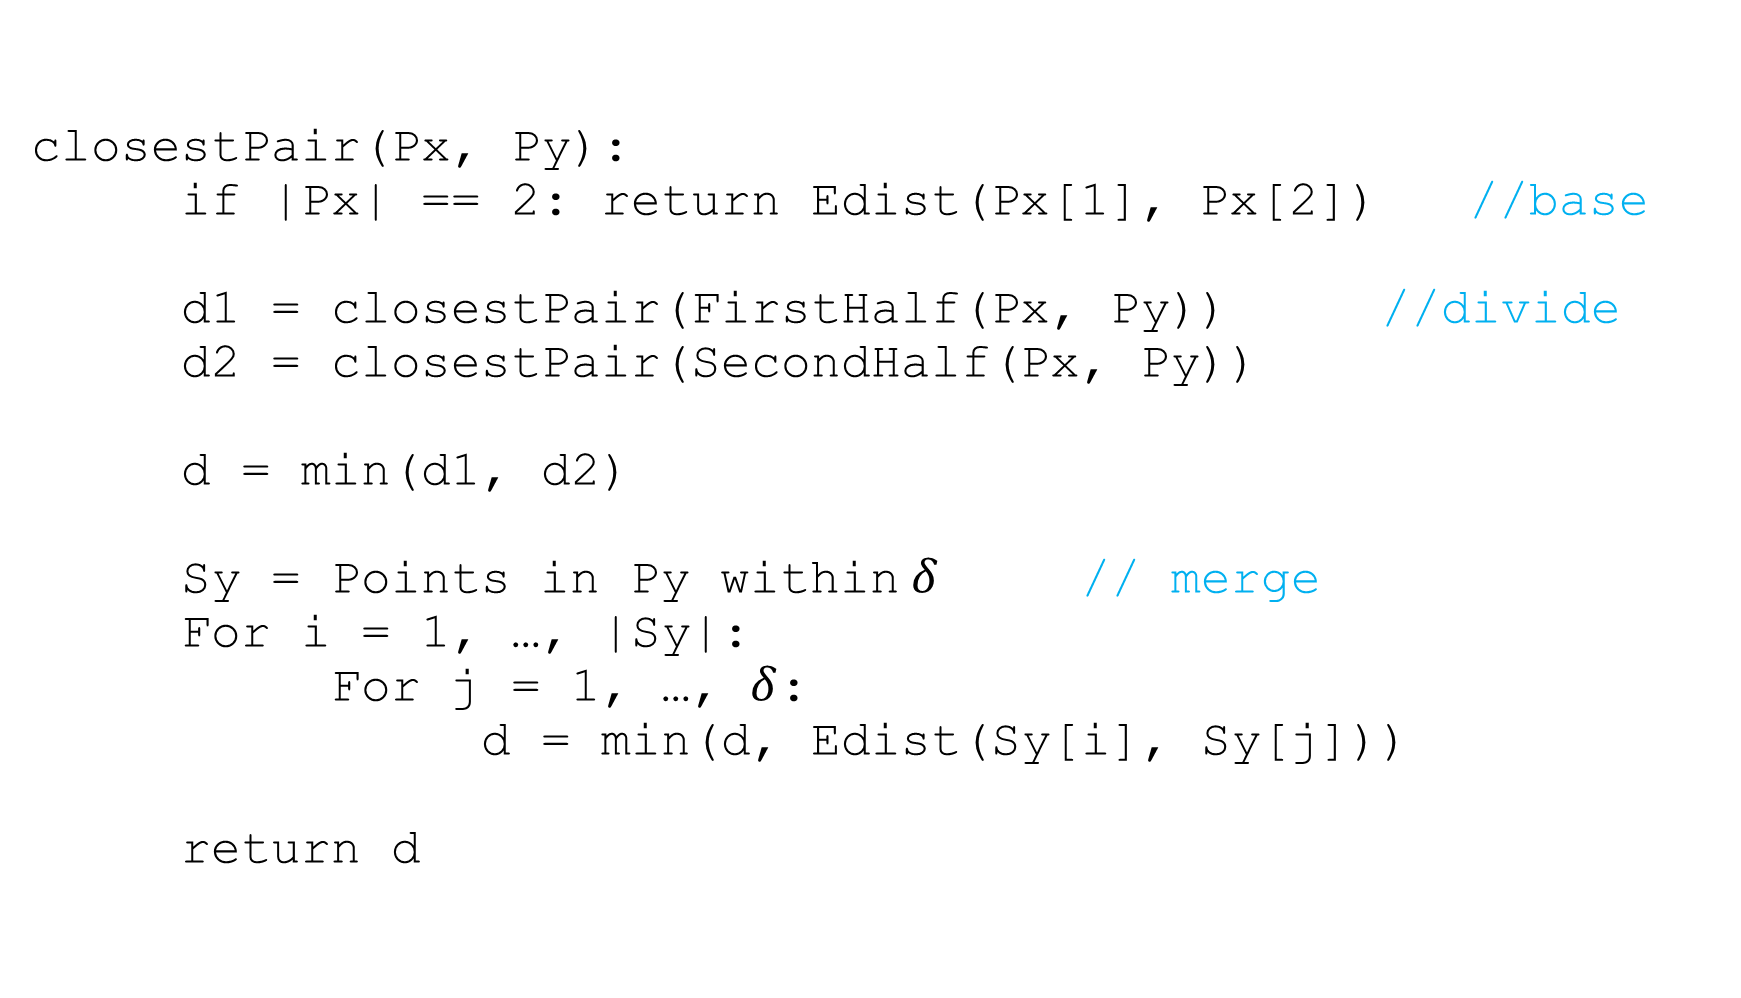 closestPair(Px, Py):
if |Px| == 2: return Edist(Px[1], Px[2]) //base
d1 = closestPair(FirstHalf(Px, Py)) //divide
d2 = closestPair(SecondHalf(Px, Py))
d = min(d1, d2)
Sy = Points in Py within δ // merge
For i = 1, …, |Sy|:
For j = 1, …, δ:
d = min(d, Edist(Sy[i], Sy[j]))
return d